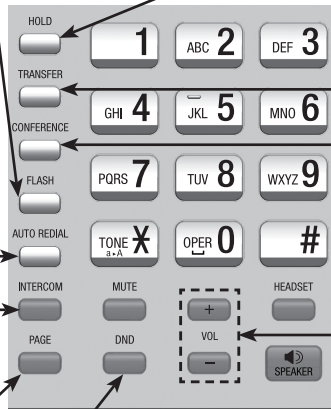 HOLD
1
ABC 2
DEF 3
TRANSFER
GHI 4
JKL 5
MNO 6
CONFERENCE
PQRS 7
TUV 8
WXYZ 9
FLASH
TONE *
a▸A
OPER 0
#
AUTO REDIAL
INTERCOM
MUTE
+
HEADSET
PAGE
DND
VOL
−
SPEAKER